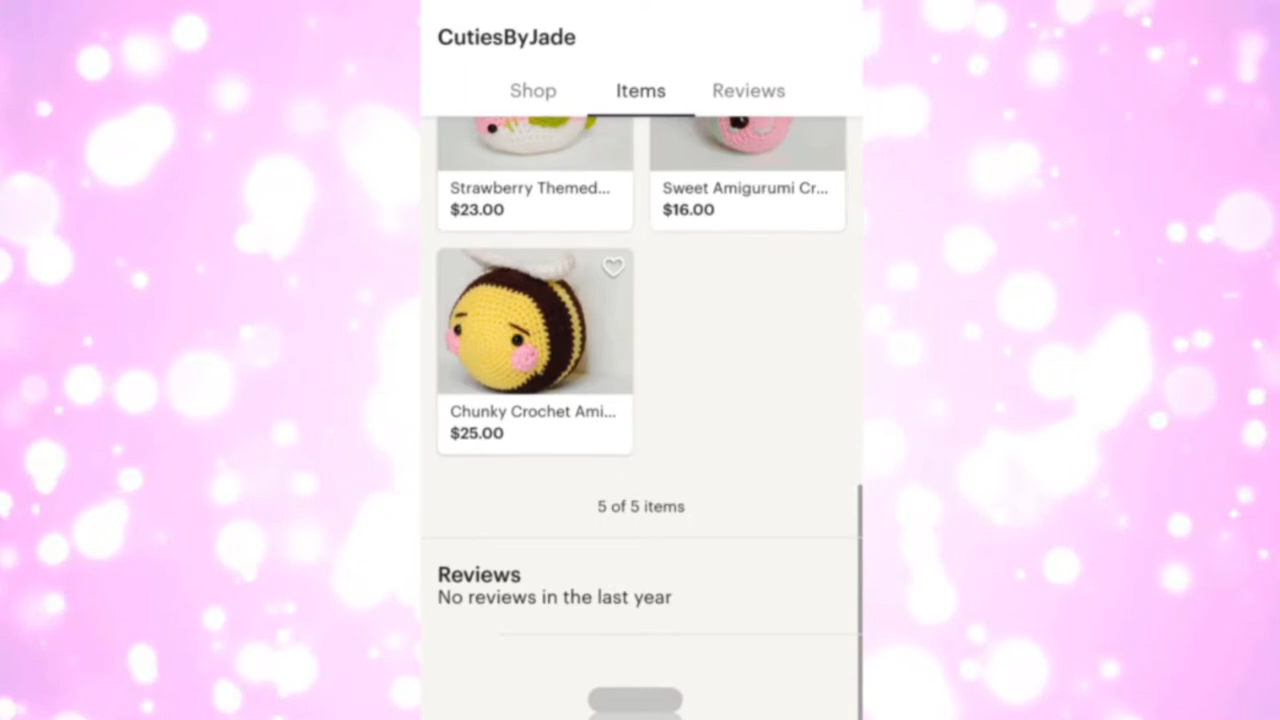 CutiesByJade
Shop Items Reviews
Strawberry Themed...
$23.00
Sweet Amigurumi Cr...
$16.00
Chunky Crochet Ami...
$25.00
5 of 5 items
Reviews
No reviews in the last year